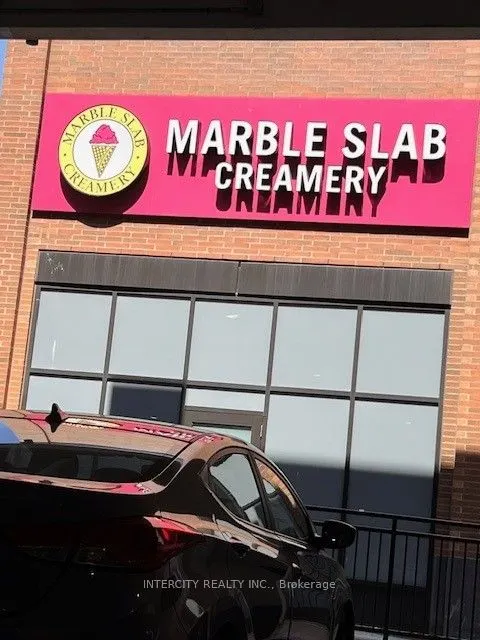 MARBLE SLAB
CREAMERY
MARBLE SLAB
CREAMERY
INTERCITY REALTY INC., Brokerage